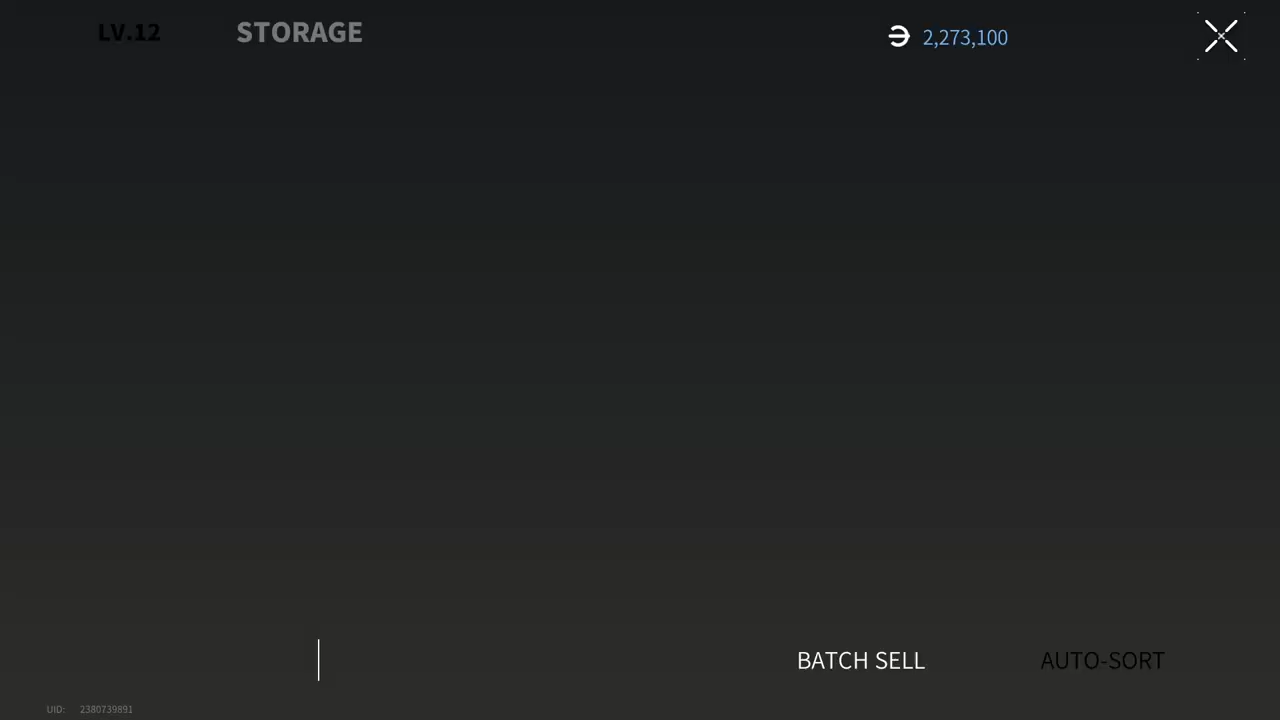 LV.12
STORAGE
2,273,100
BATCH SELL
AUTO-SORT
UID: 2380739891